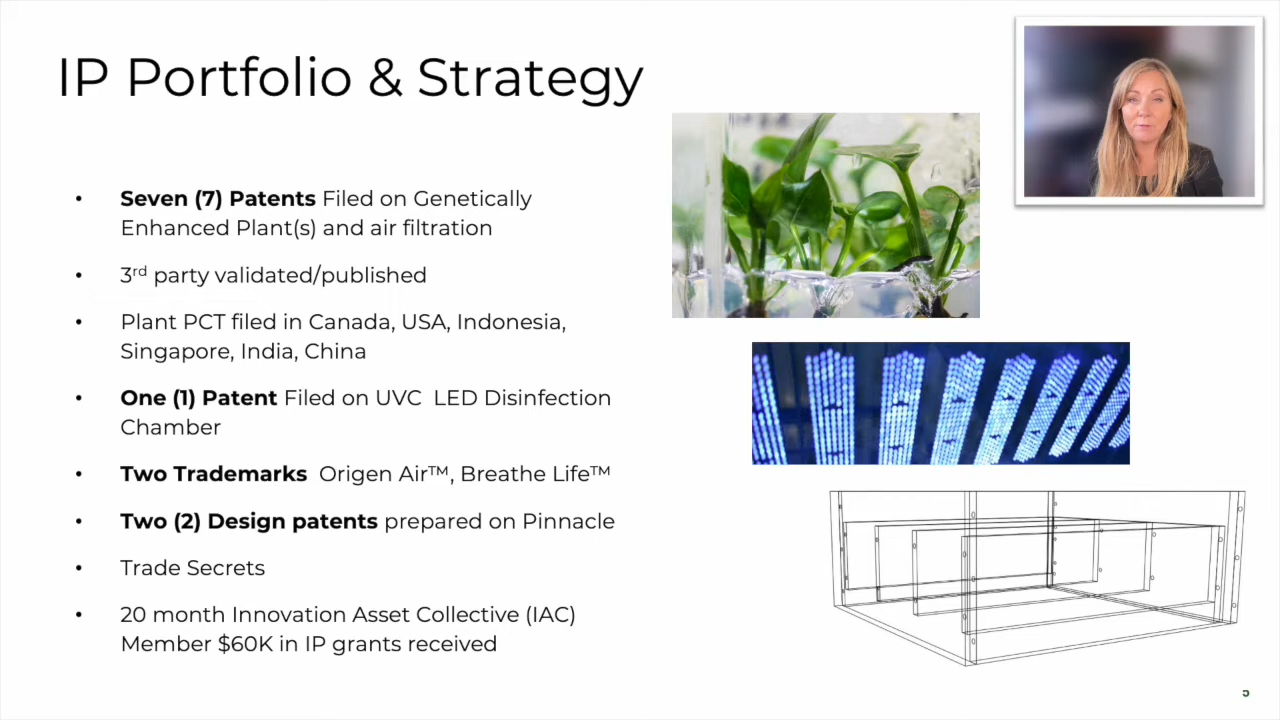 IP Portfolio & Strategy
• Seven (7) Patents Filed on Genetically
Enhanced Plant(s) and air filtration
• 3rd party validated/published
• Plant PCT filed in Canada, USA, Indonesia,
Singapore, India, China
• One (1) Patent Filed on UVC LED Disinfection
Chamber
• Two Trademarks Origen Air™, Breathe Life™
• Two (2) Design patents prepared on Pinnacle
• Trade Secrets
• 20 month Innovation Asset Collective (IAC)
Member $60K in IP grants received